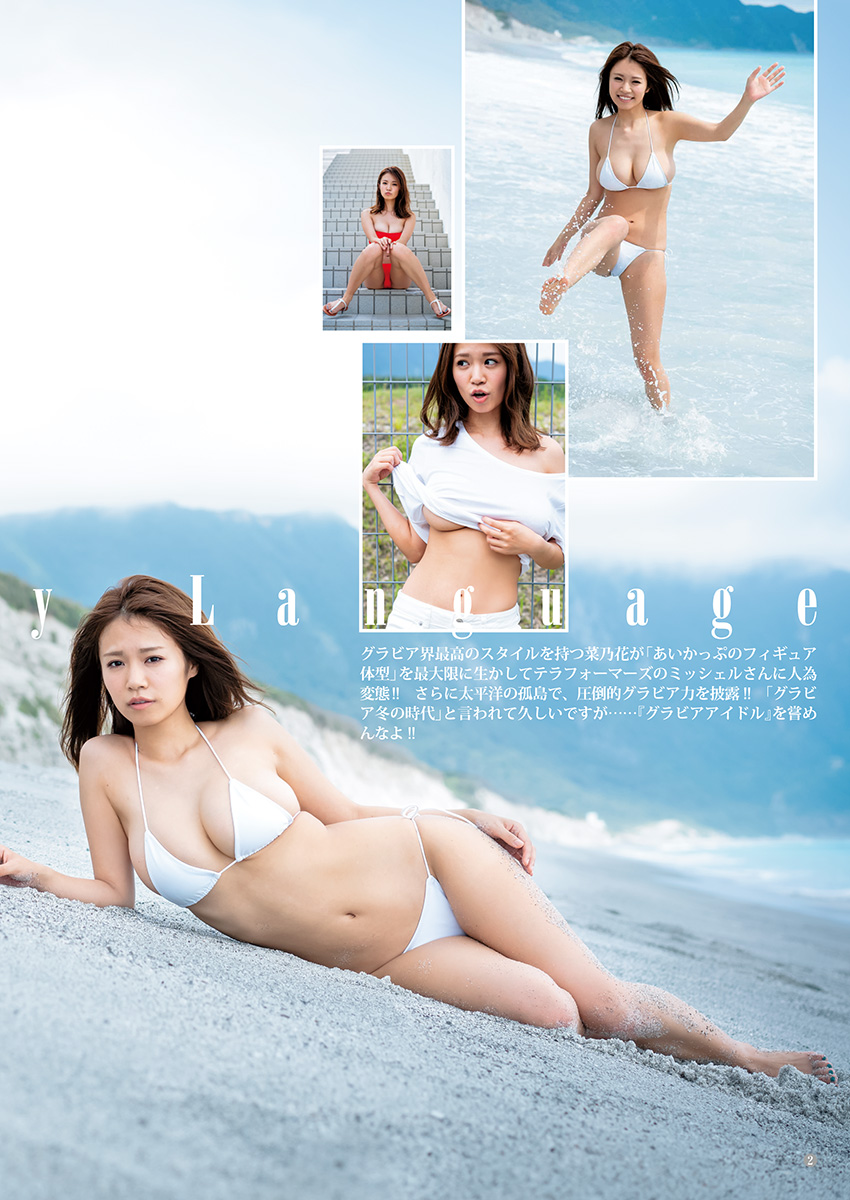 y Language
グラビア界最高のスタイルを持つ菜乃花が「あいかっぷのフィギュア
体型」を最大限に生かしてテラフォーマーズのミッシェルさんに人為
変態!! さらに太平洋の孤島で、圧倒的グラビア力を披露!! 「グラビ
ア冬の時代」と言われて久しいですが……『グラビアアイドル』を嘗め
んなよ!!
2